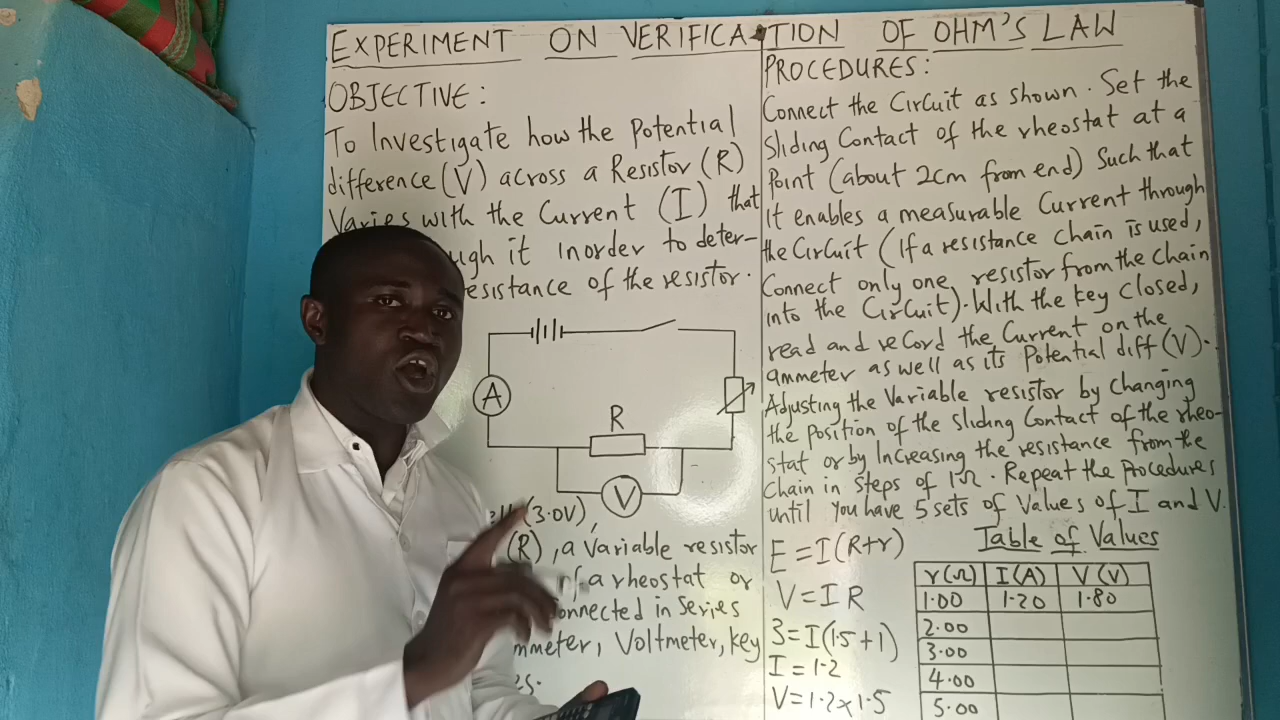 EXPERIMENT ON VERIFICATION OF OHM'S LAW
OBJECTIVE:
To Investigate how the Potential
difference (V) across a Resistor (R)
Varies with the Current (I) that
it inorder to deter-
resistance of the resistor.
A
R
V
(3.0V),
(R), a variable resistor
a rheostat or
Connected in Series
Voltmeter, key
PROCEDURES:
Connect the Circuit as shown. Set the
Sliding Contact of the rheostat at a
Point (about 2cm from end) Such that
it enables a measurable Current through
the Circuit (If a resistance chain is used,
Connect only one resistor from the chain
into the Circuit). With the key closed,
read and record the Current on the
ammeter as well as its Potential diff (V).
Adjusting the Variable resistor by Changing
the position of the sliding Contact of the rheo-
stat or by Increasing the resistance from the
Chain in steps of 1Ω. Repeat the Procedures
until you have 5 sets of Values of I and V.
E = I(R+r)
V = IR
3 = I(1.5+1)
I = 1.2
V = 1.2 x 1.5
Table of Values
r(Ω) I(A) V(V)
1.00 1.20 1.80
2.00
3.00
4.00
5.00